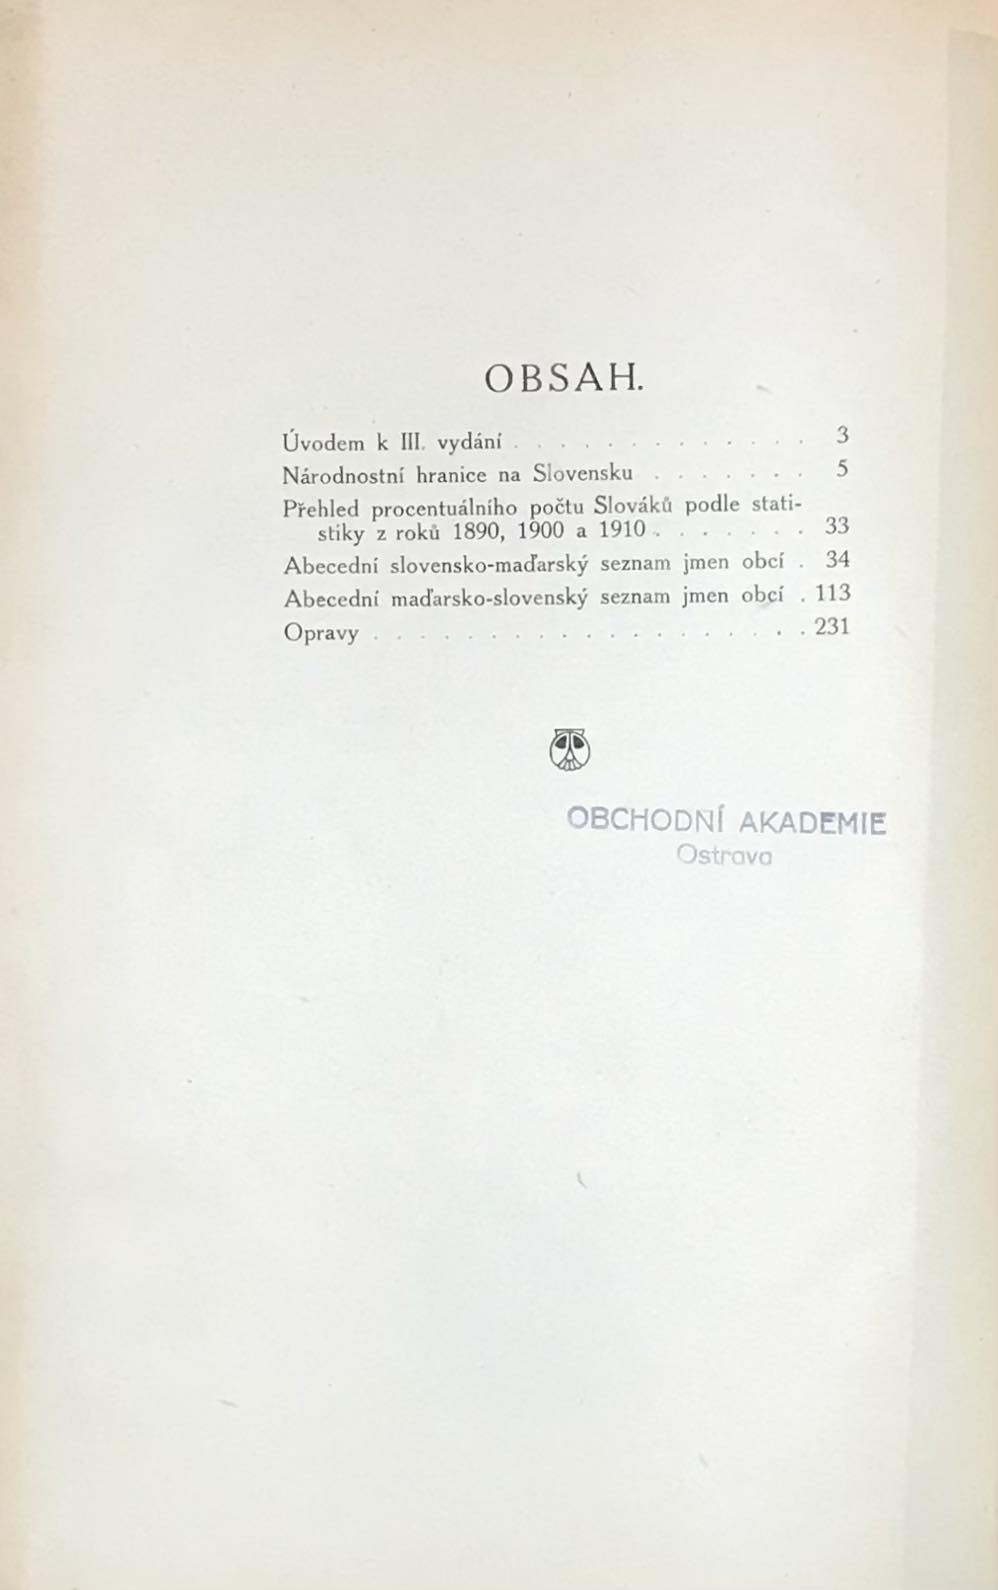 OBSAH.
Úvodem k III. vydání . . . . . . . . . . . . . 3
Národnostní hranice na Slovensku . . . . . . . 5
Přehled procentuálního počtu Slováků podle stati-
stiky z roků 1890, 1900 a 1910 . . . . . . . 33
Abecední slovensko-maďarský seznam jmen obcí . 34
Abecední maďarsko-slovenský seznam jmen obcí . 113
Opravy . . . . . . . . . . . . . . . . . . . 231
OBCHODNÍ AKADEMIE
Ostrava